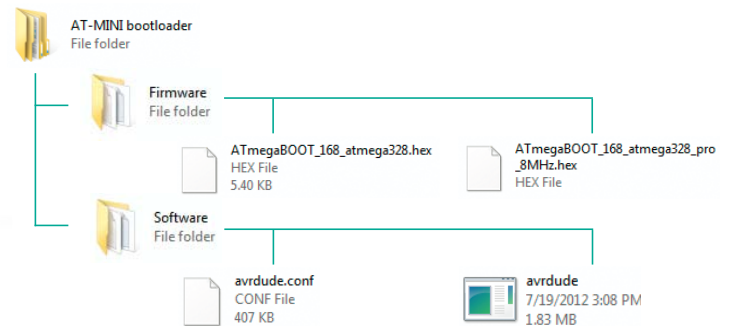 AT-MINI bootloader
File folder
Firmware
File folder
ATmegaBOOT_168_atmega328.hex
HEX File
5.40 KB
ATmegaBOOT_168_atmega328_pro
_8MHz.hex
HEX File
Software
File folder
avrdude.conf
CONF File
407 KB
avrdude
7/19/2012 3:08 PM
1.83 MB